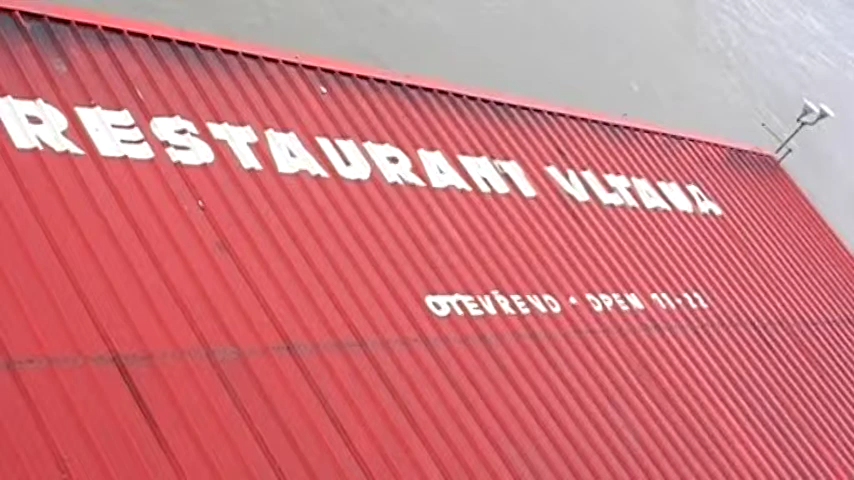 RESTAURANT VLTAVA
OTEVŘENO • OPEN 11-22